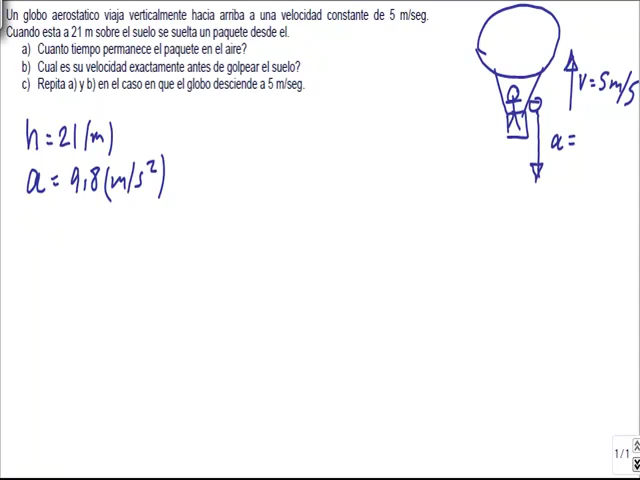 Un globo aerostatico viaja verticalmente hacia arriba a una velocidad constante de 5 m/seg.
Cuando esta a 21 m sobre el suelo se suelta un paquete desde el.
a) Cuanto tiempo permanece el paquete en el aire?
b) Cual es su velocidad exactamente antes de golpear el suelo?
c) Repita a) y b) en el caso en que el globo desciende a 5 m/seg.
v = 5 m/s
h = 21 (m)
a =
a = 9,8 (m/s²)
1/1